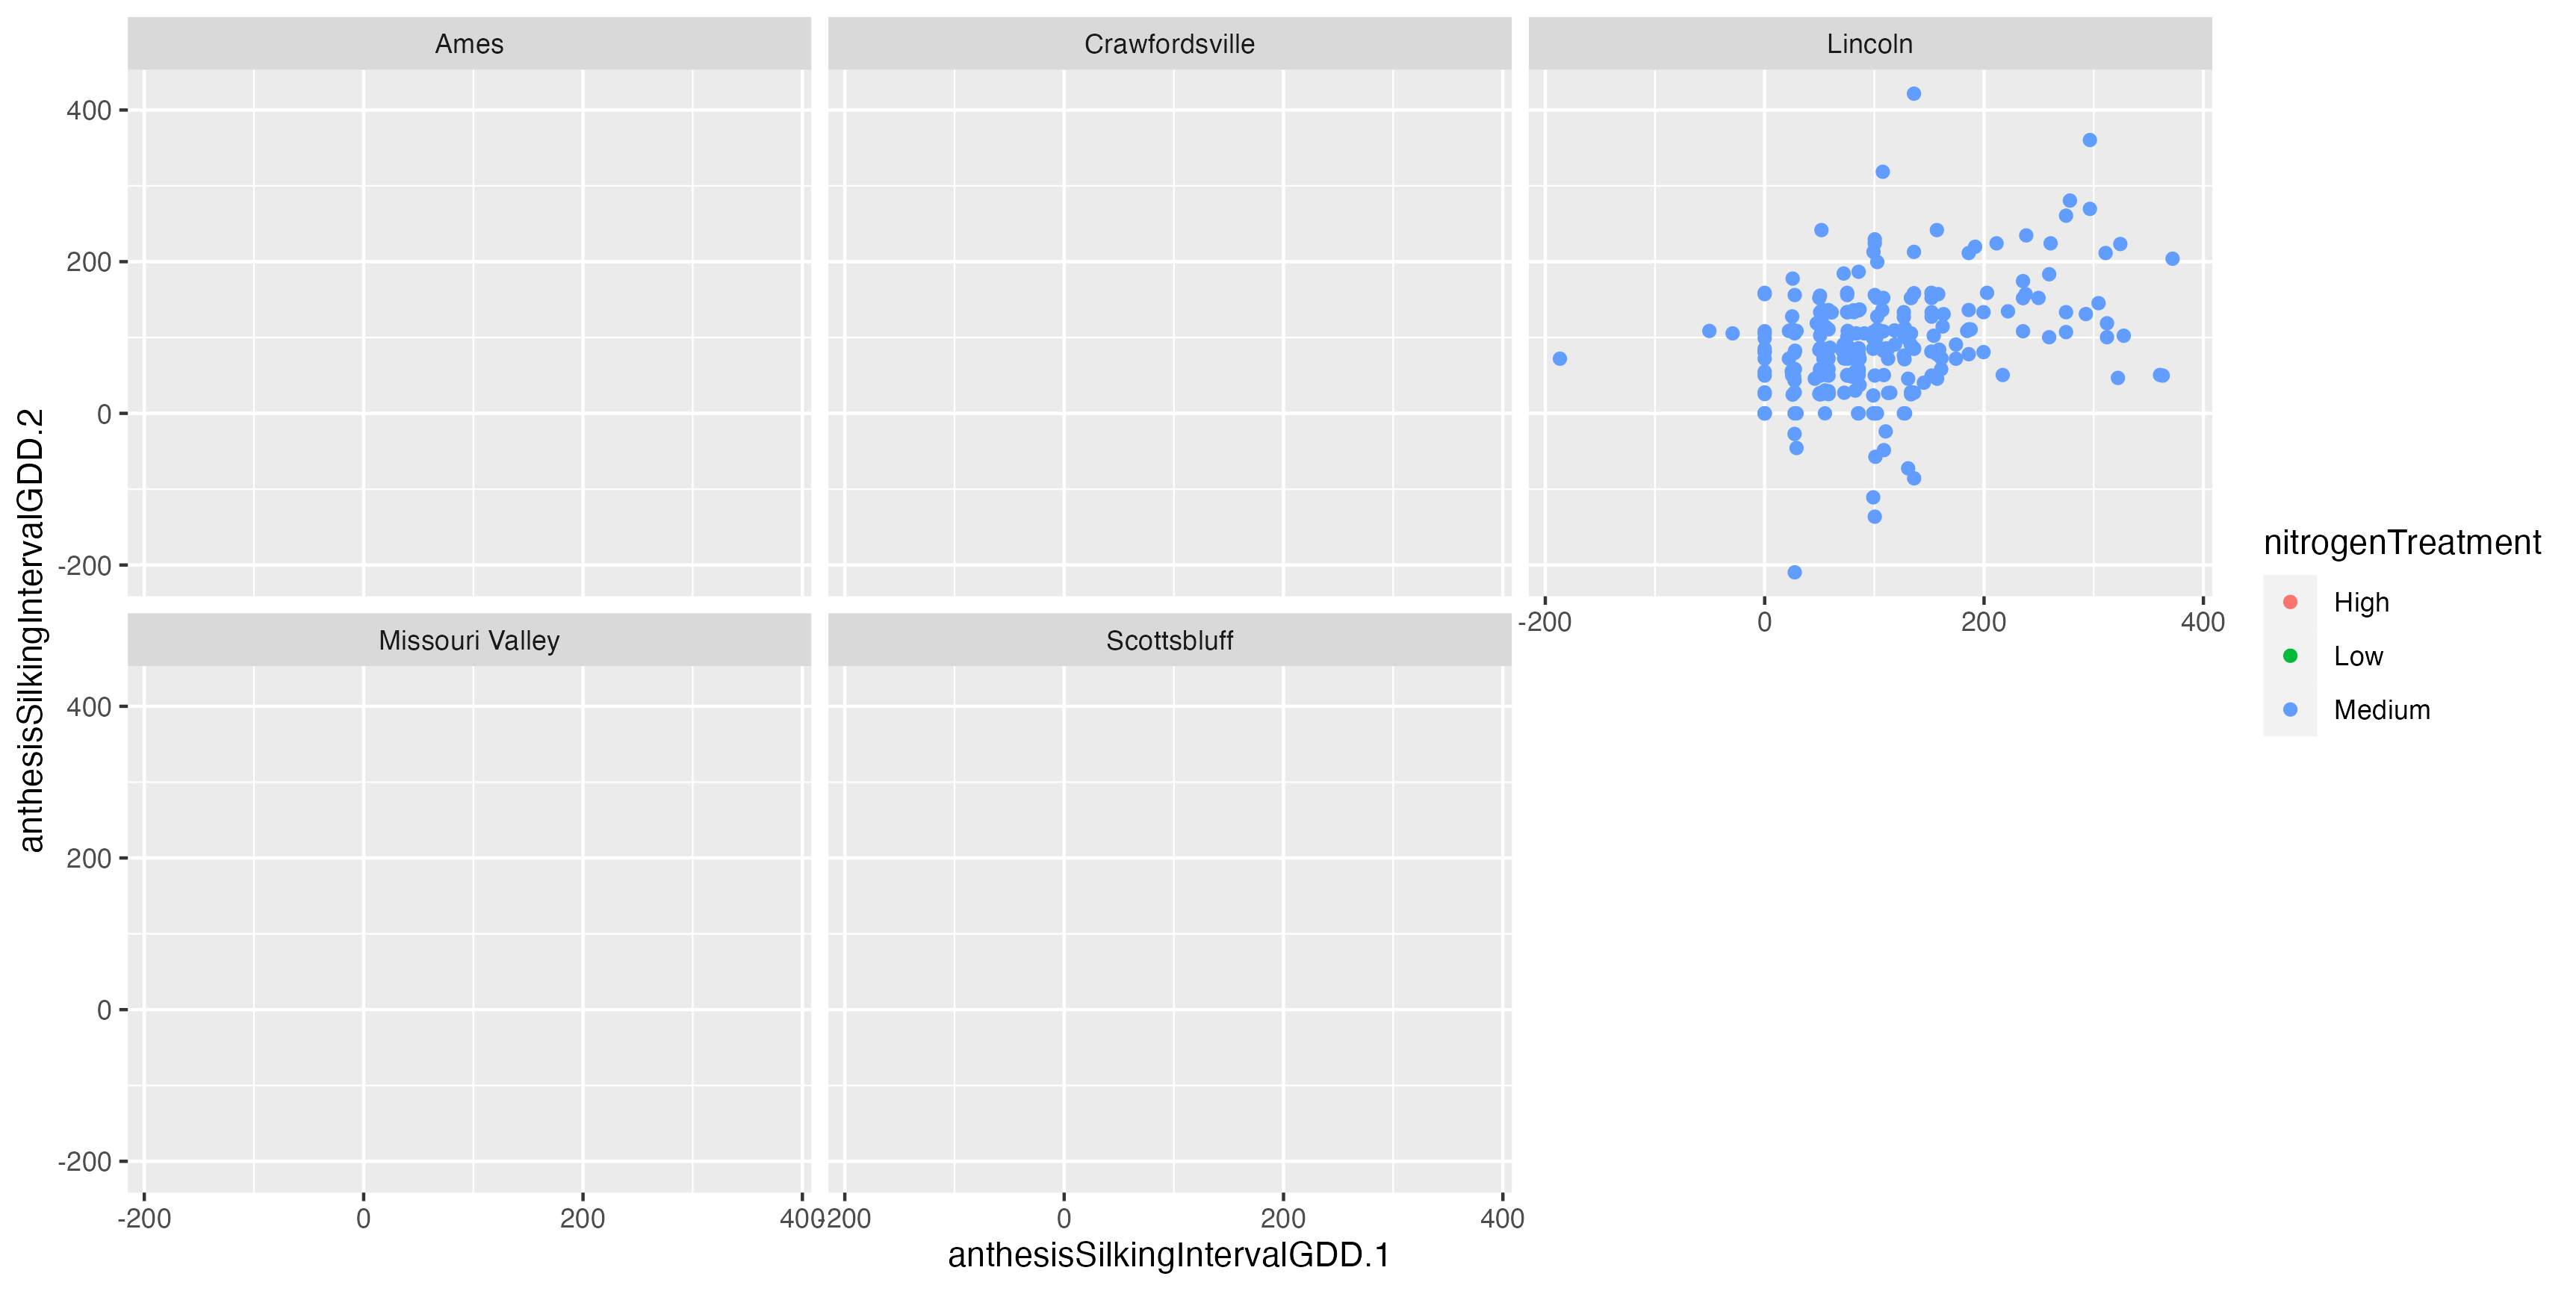 Ames
Crawfordsville
Lincoln
400
200
0
-200
-200
0
200
400
Missouri Valley
Scottsbluff
400
200
0
-200
-200
0
200
400
-200
0
200
400
anthesisSilkingIntervalGDD.1
anthesisSilkingIntervalGDD.2
nitrogenTreatment
High
Low
Medium